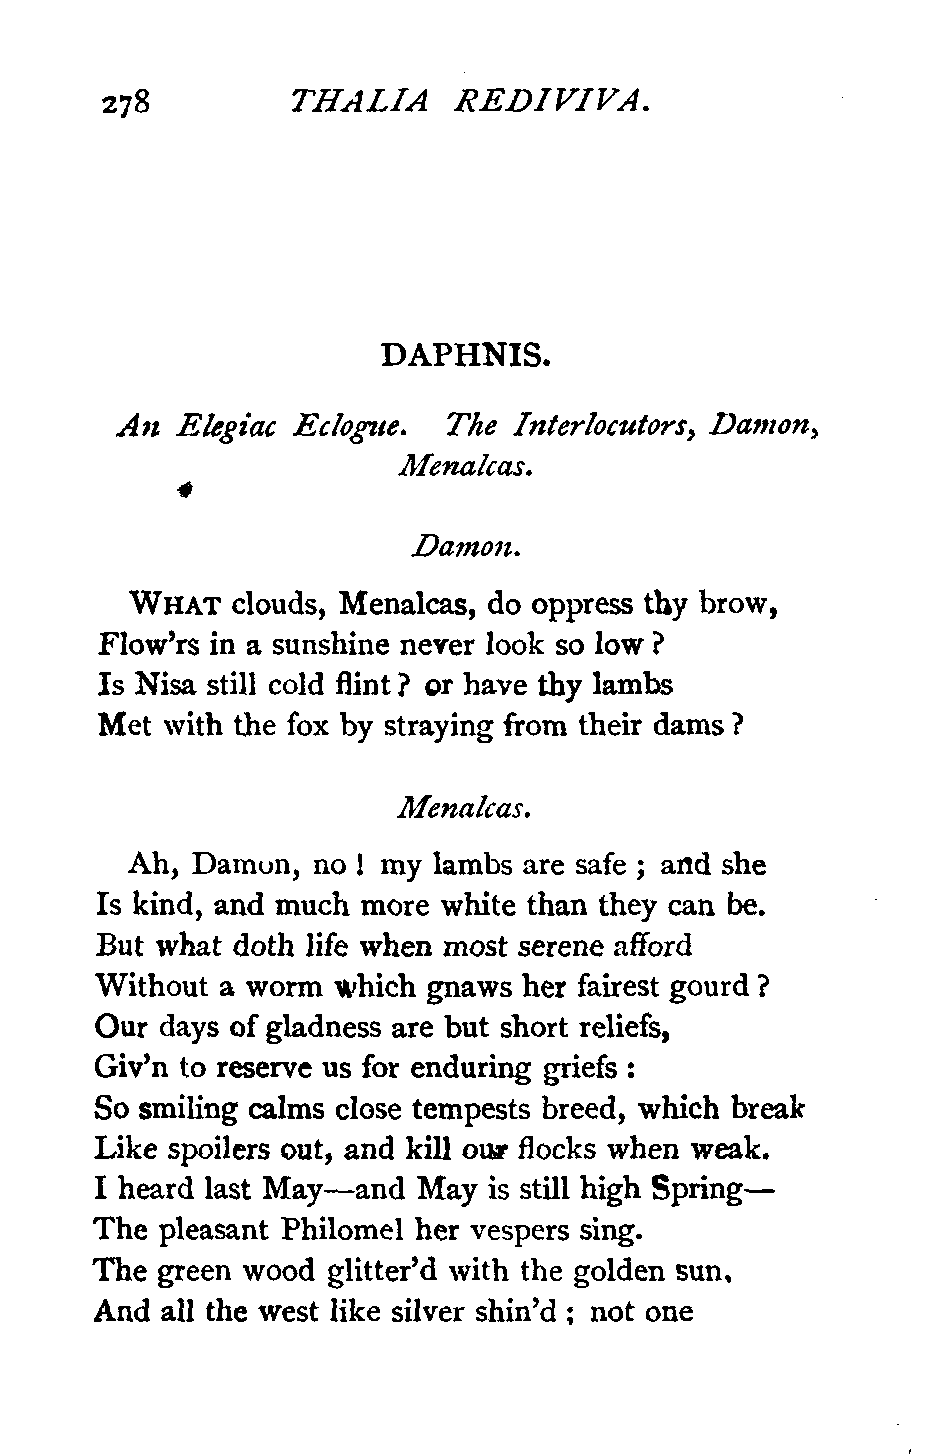 278 THALIA REDIVIVA.
DAPHNIS.
An Elegiac Eclogue. The Interlocutors, Damon,
Menalcas.
Damon.
WHAT clouds, Menalcas, do oppress thy brow,
Flow'rs in a sunshine never look so low?
Is Nisa still cold flint? or have thy lambs
Met with the fox by straying from their dams?
Menalcas.
Ah, Damon, no! my lambs are safe; and she
Is kind, and much more white than they can be.
But what doth life when most serene afford
Without a worm which gnaws her fairest gourd?
Our days of gladness are but short reliefs,
Giv'n to reserve us for enduring griefs:
So smiling calms close tempests breed, which break
Like spoilers out, and kill our flocks when weak.
I heard last May—and May is still high Spring—
The pleasant Philomel her vespers sing.
The green wood glitter'd with the golden sun,
And all the west like silver shin'd; not one